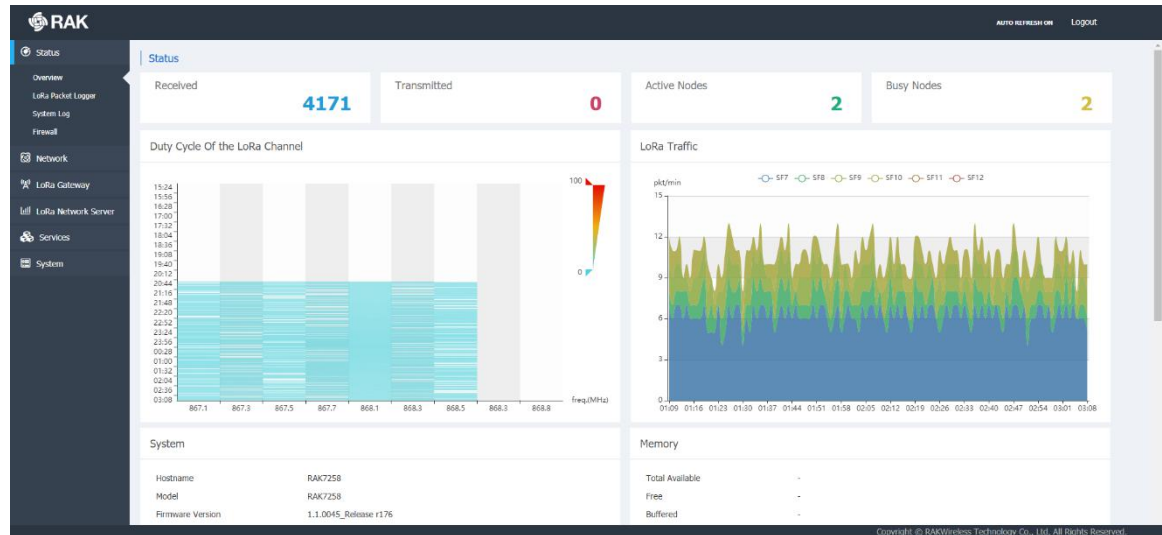 RAK
AUTO REFRESH ON Logout
Status
Overview
LoRa Packet Logger
System Log
Firewall
Network
LoRa Gateway
LoRa Network Server
Services
System
Status
Received
4171
Transmitted
0
Active Nodes
2
Busy Nodes
2
Duty Cycle Of the LoRa Channel
100
0
15:24
15:56
16:28
17:00
17:32
18:04
18:36
19:08
19:40
20:12
20:44
21:16
21:48
22:20
22:52
23:24
23:56
00:28
01:00
01:32
02:04
02:36
03:08
867.1 867.3 867.5 867.7 868.1 868.3 868.5 868.3 868.8 freq.(MHz)
LoRa Traffic
pkt/min
SF7 SF8 SF9 SF10 SF11 SF12
15
12
9
6
3
0
01:09 01:16 01:23 01:30 01:37 01:44 01:51 01:58 02:05 02:12 02:19 02:26 02:33 02:40 02:47 02:54 03:01 03:08
System
Hostname RAK7258
Model RAK7258
Firmware Version 1.1.0045_Release r176
Memory
Total Available -
Free -
Buffered -
Copyright © RAKWireless Technology Co., Ltd. All Rights Reserved.